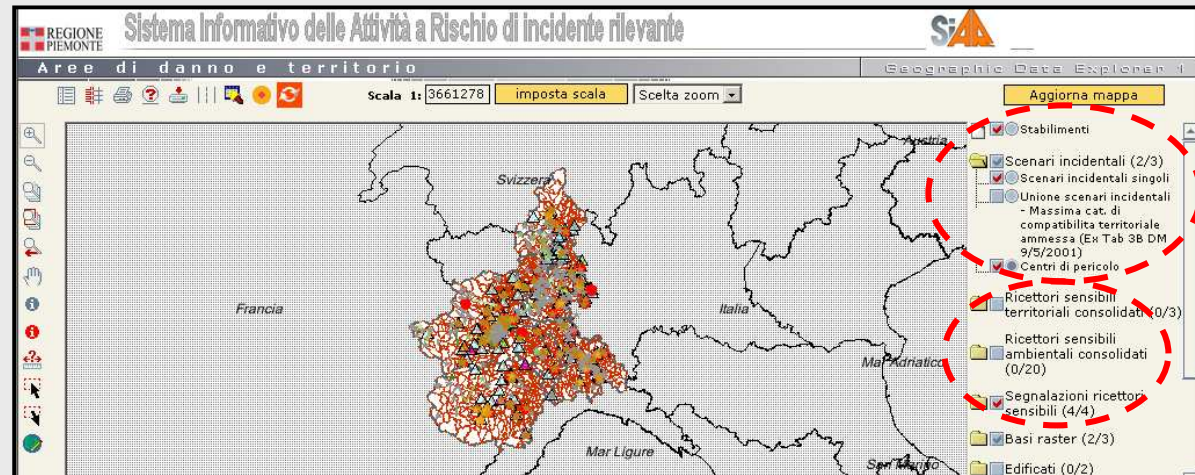 REGIONE
PIEMONTE
Sistema Informativo delle Attività a Rischio di incidente rilevante
SiAR
Aree di danno e territorio
Geographic Data Explorer 1
Scala 1: 3661278 imposta scala Scelta zoom
Aggiorna mappa
Stabilimenti
Scenari incidentali (2/3)
Scenari incidentali singoli
Unione scenari incidentali
- Massima cat. di
compatibilita territoriale
ammessa (Ex Tab 3B DM
9/5/2001)
Centri di pericolo
Ricettori sensibili
territoriali consolidati (0/3)
Ricettori sensibili
ambientali consolidati
(0/20)
Segnalazioni ricettori
sensibili (4/4)
Basi raster (2/3)
Edificati (0/2)
Austria
Svizzera
Francia
Italia
Mar Adriatico
Mar Ligure
San Marino